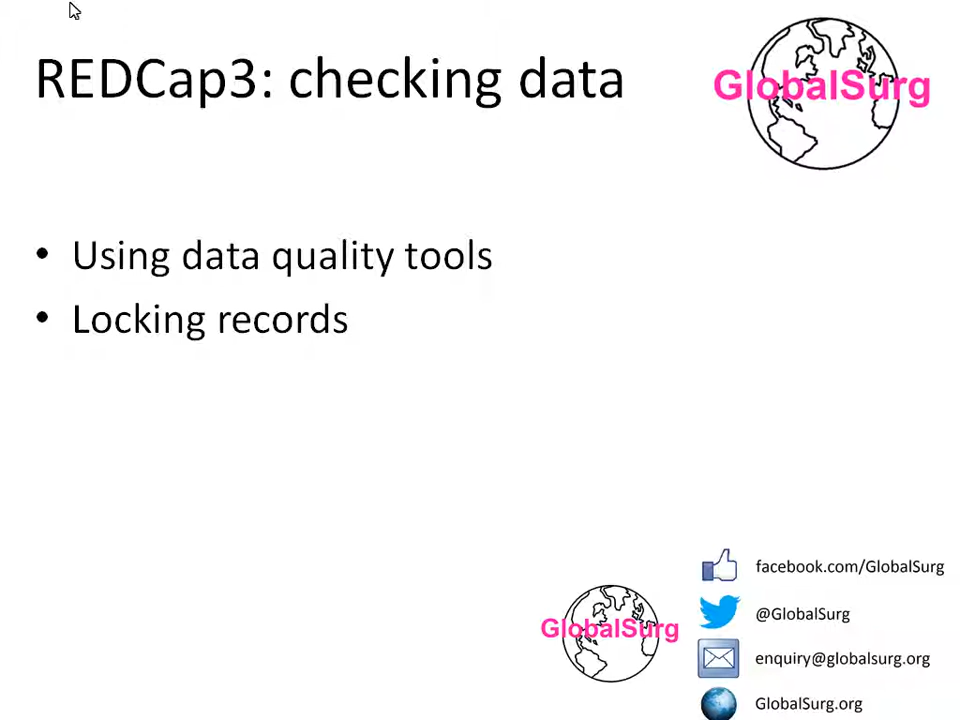 REDCap3: checking data
GlobalSurg
• Using data quality tools
• Locking records
facebook.com/GlobalSurg
@GlobalSurg
GlobalSurg
enquiry@globalsurg.org
GlobalSurg.org